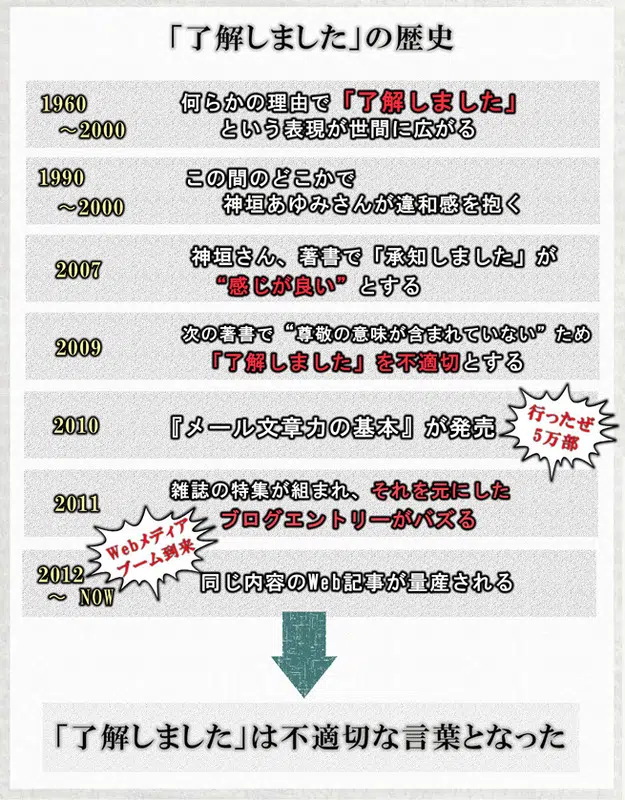 「了解しました」の歴史
1960
～2000
何らかの理由で「了解しました」
という表現が世間に広がる
1990
～2000
この間のどこかで
神垣あゆみさんが違和感を抱く
2007
神垣さん、著書で「承知しました」が
“感じが良い”とする
2009
次の著書で“尊敬の意味が含まれていない”ため
「了解しました」を不適切とする
2010
『メール文章力の基本』が発売
行ったぜ
5万部
2011
雑誌の特集が組まれ、それを元にした
ブログエントリーがバズる
Webメディア
ブーム到来
2012
～ NOW
同じ内容のWeb記事が量産される
「了解しました」は不適切な言葉となった